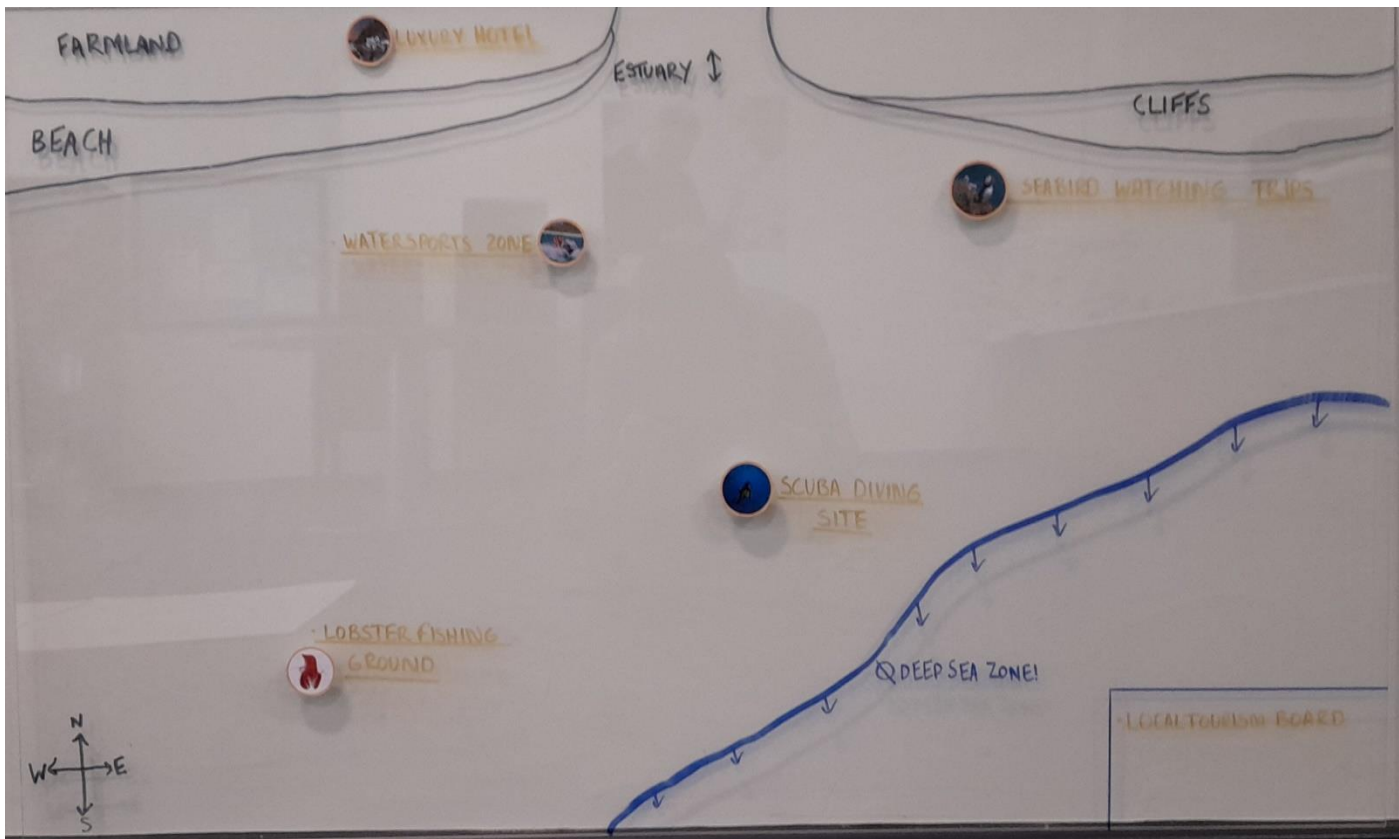 FARMLAND
LUXURY HOTEL
ESTUARY
CLIFFS
BEACH
SEABIRD WATCHING TRIPS
WATERSPORTS ZONE
SCUBA DIVING
SITE
LOBSTER FISHING
GROUND
DEEP SEA ZONE!
LOCAL TOURISM BOARD
N
W E
S